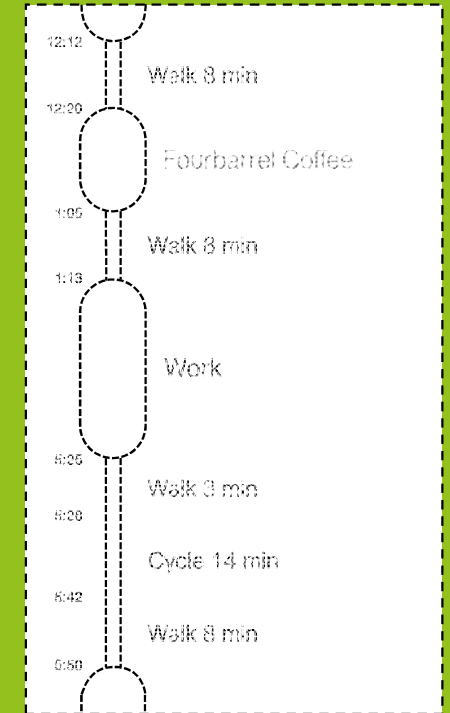 12:12
Walk 8 min
12:20
Fourbarrel Coffee
1:05
Walk 8 min
1:13
Work
5:25
Walk 3 min
5:28
Cycle 14 min
5:42
Walk 8 min
5:50